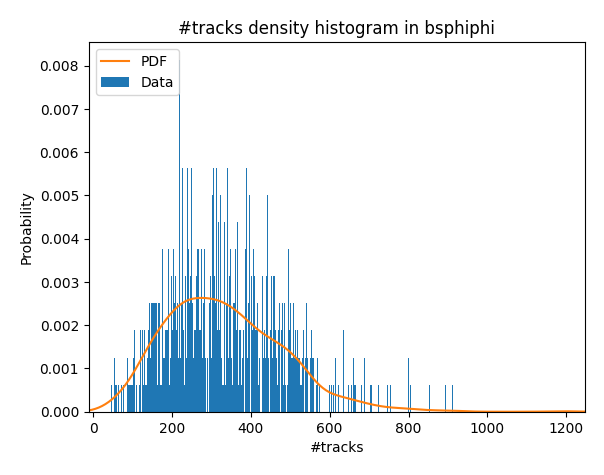 #tracks density histogram in bsphiphi
PDF
Data
0.008
0.007
0.006
0.005
0.004
0.003
0.002
0.001
0.000
Probability
0 200 400 600 800 1000 1200
#tracks